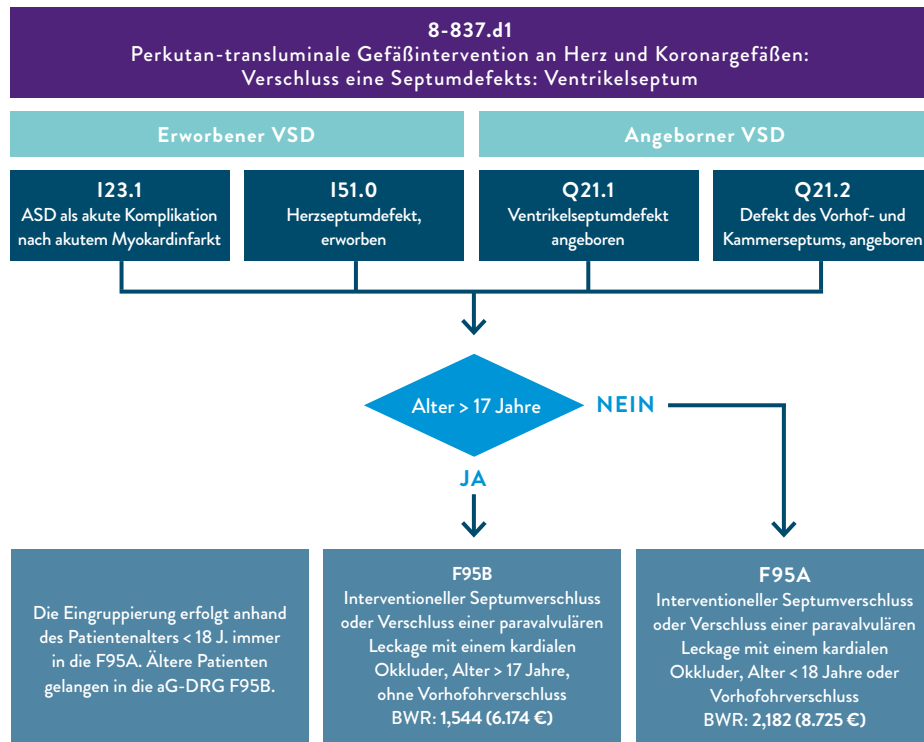 8-837.d1
Perkutan-transluminale Gefäßintervention an Herz und Koronargefäßen:
Verschluss eine Septumdefekts: Ventrikelseptum
Erworbener VSD
Angeborner VSD
I23.1
ASD als akute Komplikation
nach akutem Myokardinfarkt
I51.0
Herzseptumdefekt,
erworben
Q21.1
Ventrikelseptumdefekt
angeboren
Q21.2
Defekt des Vorhof- und
Kammerseptums, angeboren
Alter > 17 Jahre
NEIN
JA
Die Eingruppierung erfolgt anhand
des Patientenalters < 18 J. immer
in die F95A. Ältere Patienten
gelangen in die aG-DRG F95B.
F95B
Interventioneller Septumverschluss
oder Verschluss einer paravalvulären
Leckage mit einem kardialen
Okkluder, Alter > 17 Jahre,
ohne Vorhofohrverschluss
BWR: 1,544 (6.174 €)
F95A
Interventioneller Septumverschluss
oder Verschluss einer paravalvulären
Leckage mit einem kardialen
Okkluder, Alter < 18 Jahre oder
Vorhofohrverschluss
BWR: 2,182 (8.725 €)